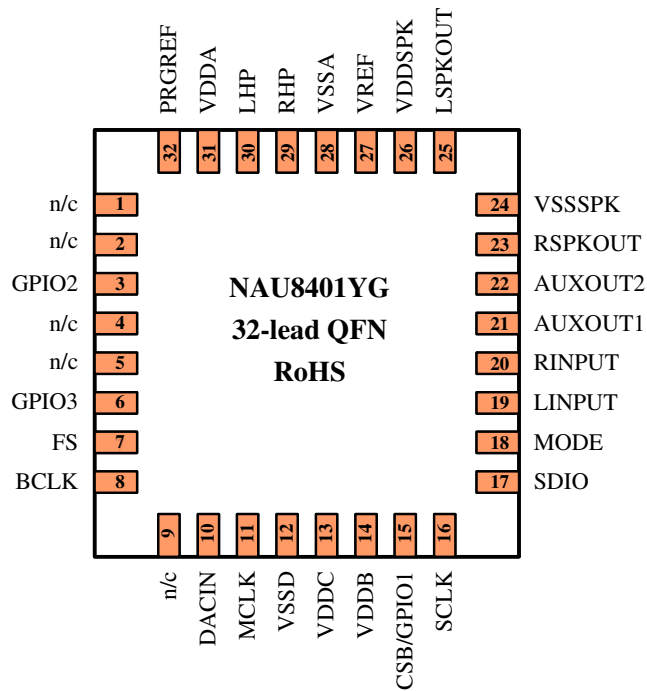 PRGREF
VDDA
LHP
RHP
VSSA
VREF
VDDSPK
LSPKOUT
32
31
30
29
28
27
26
25
n/c 1
n/c 2
GPIO2 3
n/c 4
n/c 5
GPIO3 6
FS 7
BCLK 8
NAU8401YG
32-lead QFN
RoHS
24 VSSSPK
23 RSPKOUT
22 AUXOUT2
21 AUXOUT1
20 RINPUT
19 LINPUT
18 MODE
17 SDIO
9
10
11
12
13
14
15
16
n/c
DACIN
MCLK
VSSD
VDDC
VDDB
CSB/GPIO1
SCLK